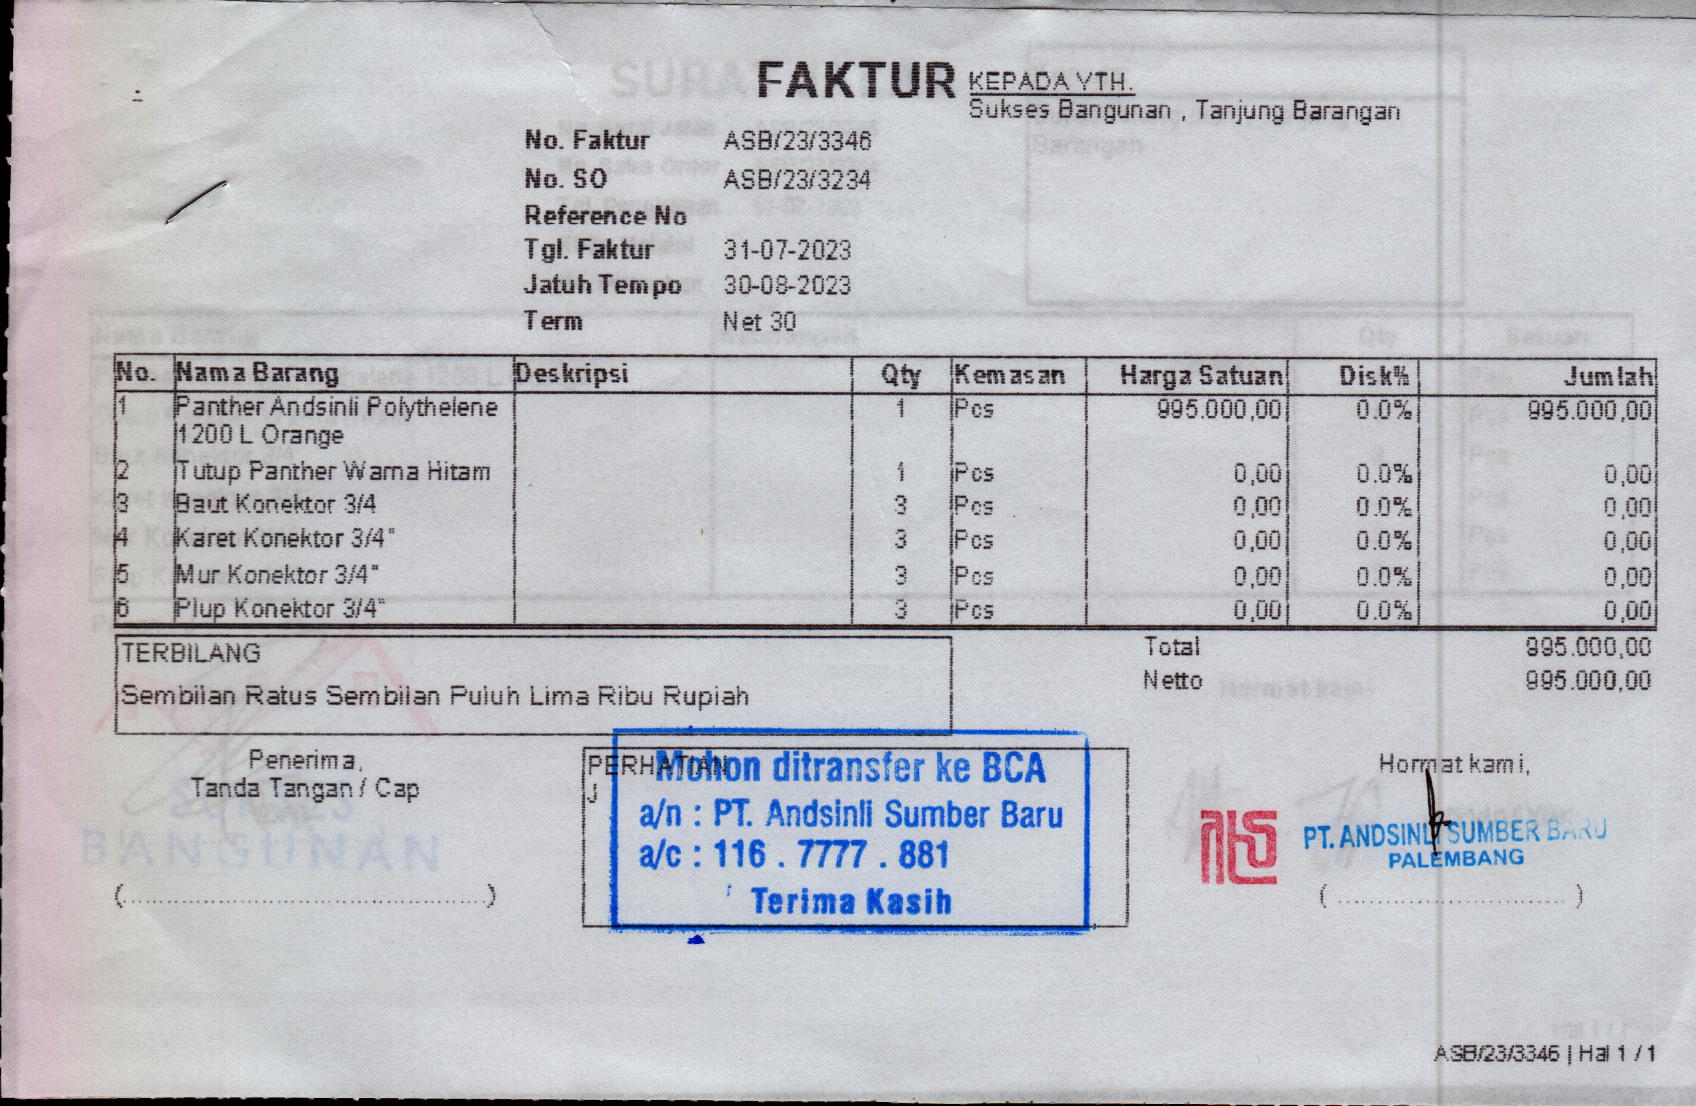 FAKTUR
KEPADA YTH.
Sukses Bangunan , Tanjung Barangan
No. Faktur ASB/23/3346
No. SO ASB/23/3234
Reference No
Tgl. Faktur 31-07-2023
Jatuh Tempo 30-08-2023
Term Net 30
No. Nama Barang Deskripsi Qty Kemasan Harga Satuan Disk% Jumlah
1 Panther Andsinli Polythelene 1 Pcs 995.000,00 0.0% 995.000,00
1200 L Orange
2 Tutup Panther Warna Hitam 1 Pcs 0,00 0.0% 0,00
3 Baut Konektor 3/4 3 Pcs 0,00 0.0% 0,00
4 Karet Konektor 3/4" 3 Pcs 0,00 0.0% 0,00
5 Mur Konektor 3/4" 3 Pcs 0,00 0.0% 0,00
6 Plup Konektor 3/4" 3 Pcs 0,00 0.0% 0,00
TERBILANG
Sembilan Ratus Sembilan Puluh Lima Ribu Rupiah
Total 995.000,00
Netto 995.000,00
Penerima,
Tanda Tangan / Cap
SUKSES
BANGUNAN
(........................................)
PERHATIAN
J
Mohon ditransfer ke BCA
a/n : PT. Andsinli Sumber Baru
a/c : 116 . 7777 . 881
Terima Kasih
Hormat kami,
PT. ANDSINLI SUMBER BARU
PALEMBANG
( ............................ )
ASB/23/3346 | Hal 1 / 1